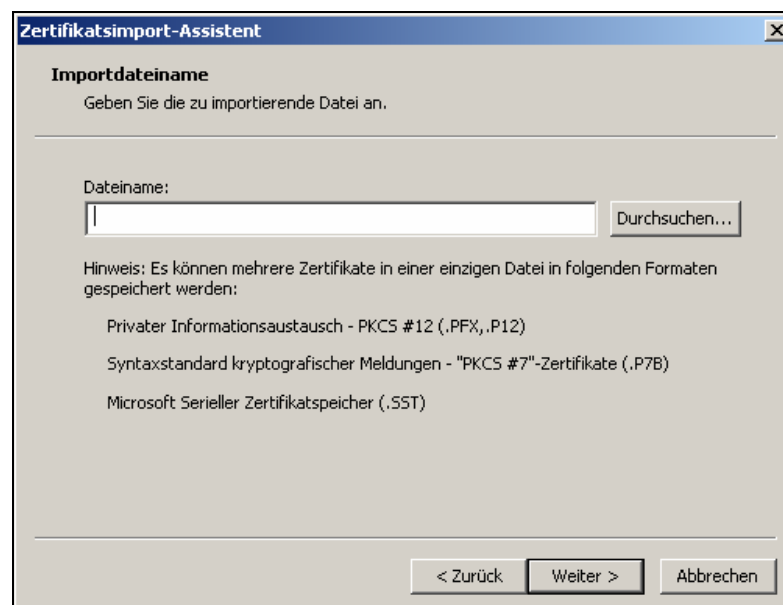 Zertifikatsimport-Assistent
Importdateiname
Geben Sie die zu importierende Datei an.
Dateiname:
Durchsuchen...
Hinweis: Es können mehrere Zertifikate in einer einzigen Datei in folgenden Formaten
gespeichert werden:
Privater Informationsaustausch - PKCS #12 (.PFX,.P12)
Syntaxstandard kryptografischer Meldungen - "PKCS #7"-Zertifikate (.P7B)
Microsoft Serieller Zertifikatspeicher (.SST)
< Zurück
Weiter >
Abbrechen